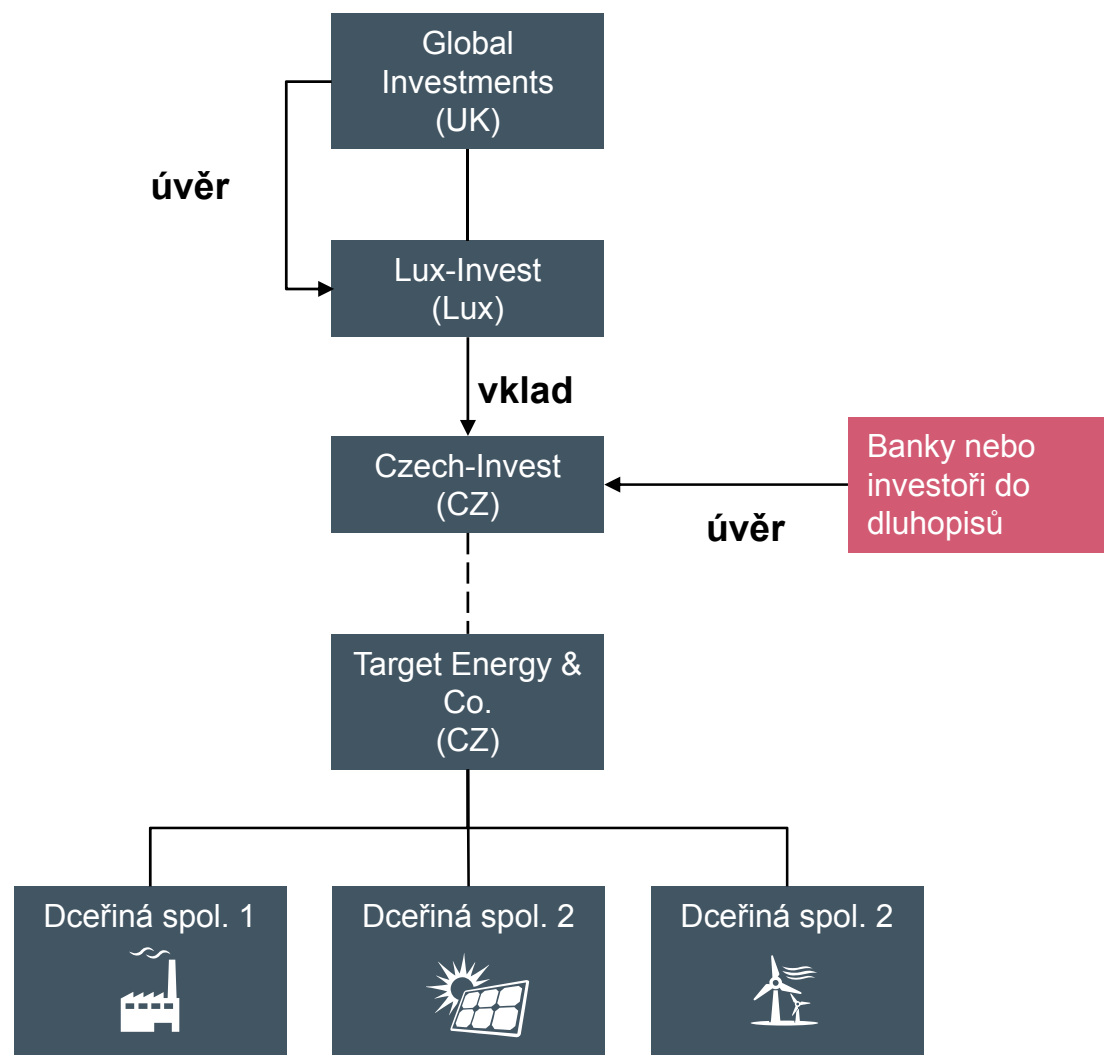 Global
Investments
(UK)
úvěr
Lux-Invest
(Lux)
vklad
Czech-Invest
(CZ)
Banky nebo
investoři do
dluhopisů
úvěr
Target Energy &
Co.
(CZ)
Dceřiná spol. 1
Dceřiná spol. 2
Dceřiná spol. 2